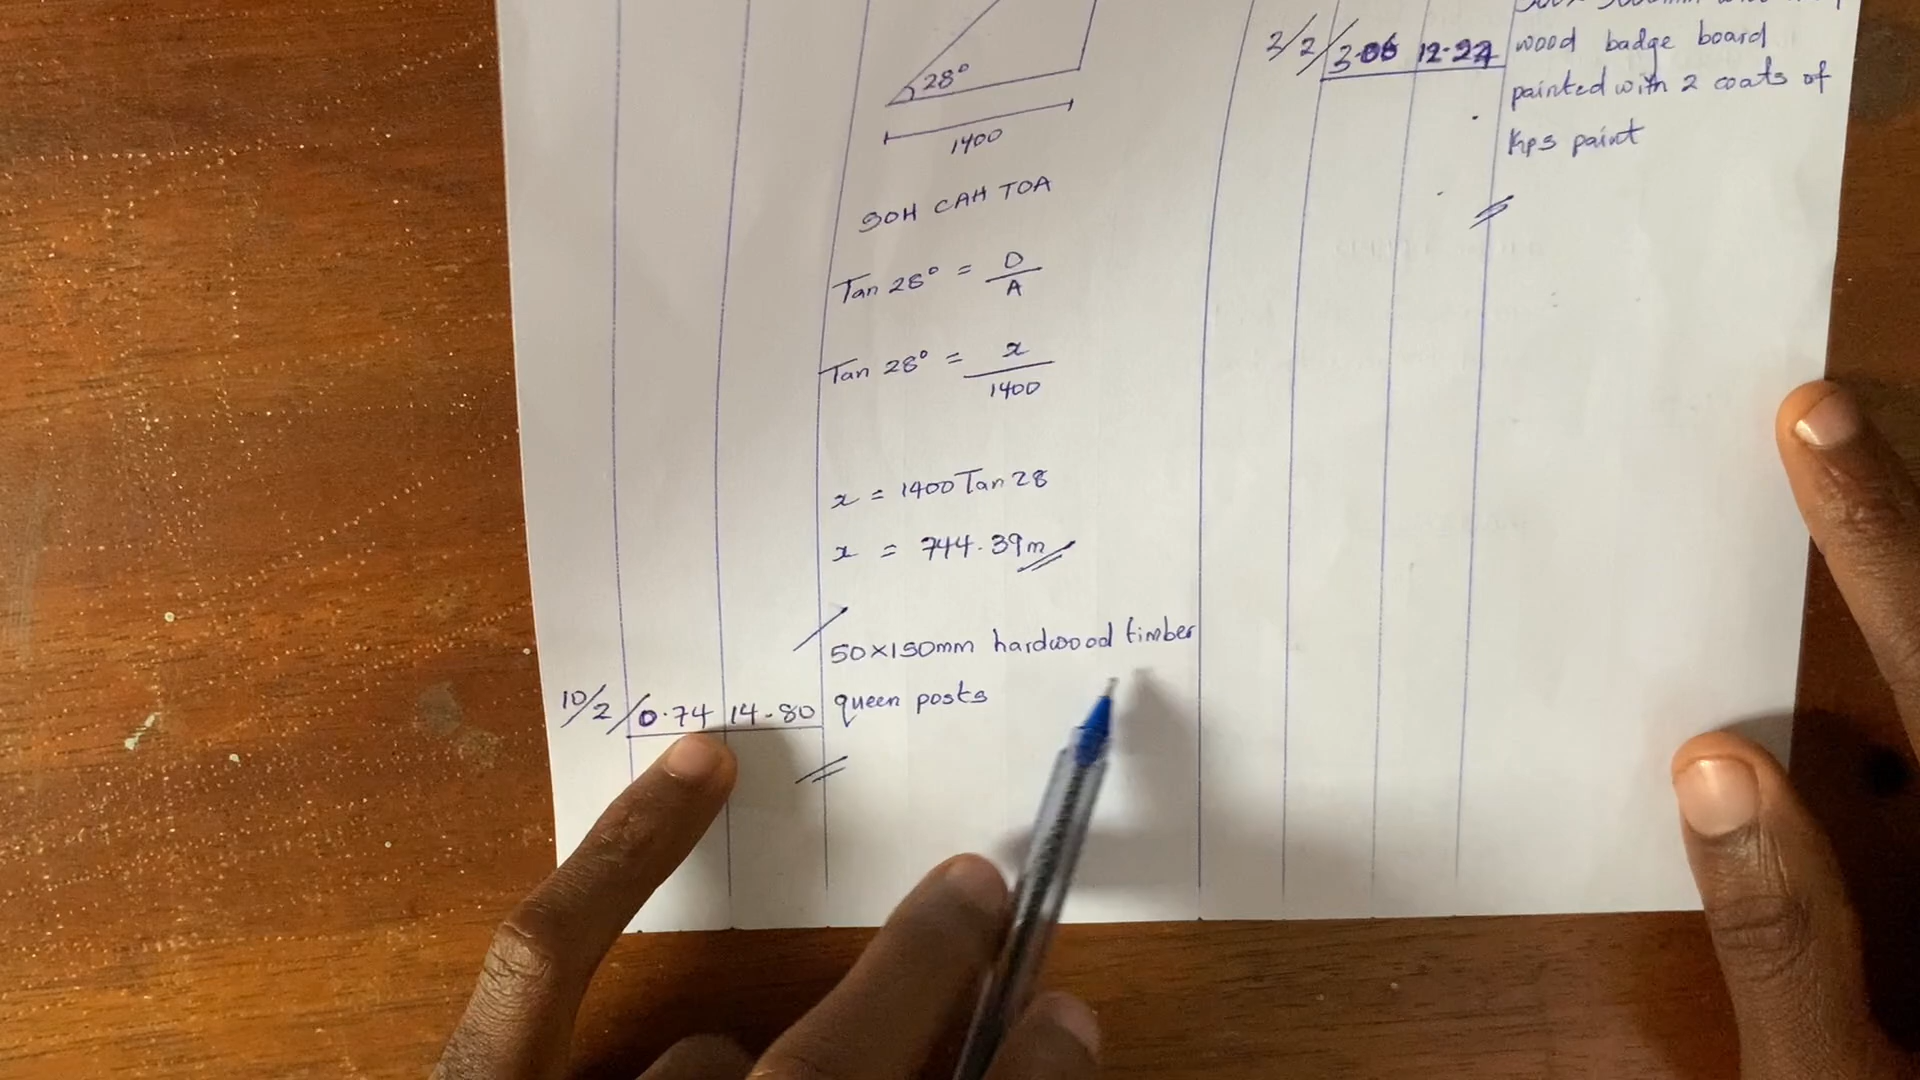 28°
1400
SOH CAH TOA
Tan 28° = O
A
Tan 28° = x
1400
x = 1400 Tan 28
x = 744.39m
50×150mm hardwood timber
10/2/ 0.74 14.80 queen posts
2/2/ 3.06 wood badge board
painted with 2 coats of
kps paint